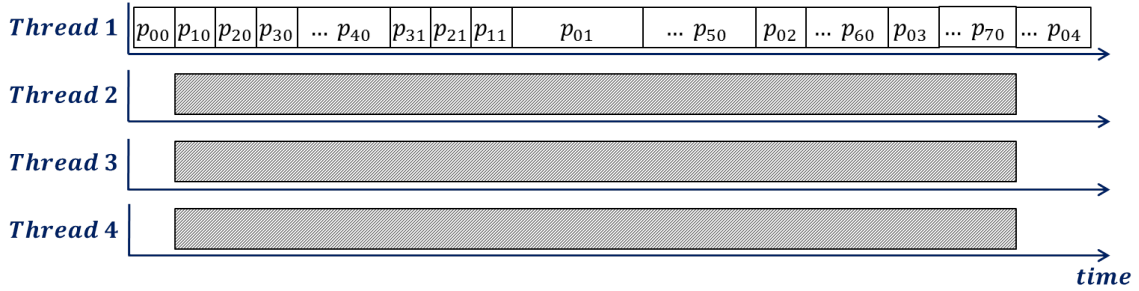 Thread 1 p₀₀ p₁₀ p₂₀ p₃₀ ... p₄₀ p₃₁ p₂₁ p₁₁ p₀₁ ... p₅₀ p₀₂ ... p₆₀ p₀₃ ... p₇₀ ... p₀₄
Thread 2
Thread 3
Thread 4
time